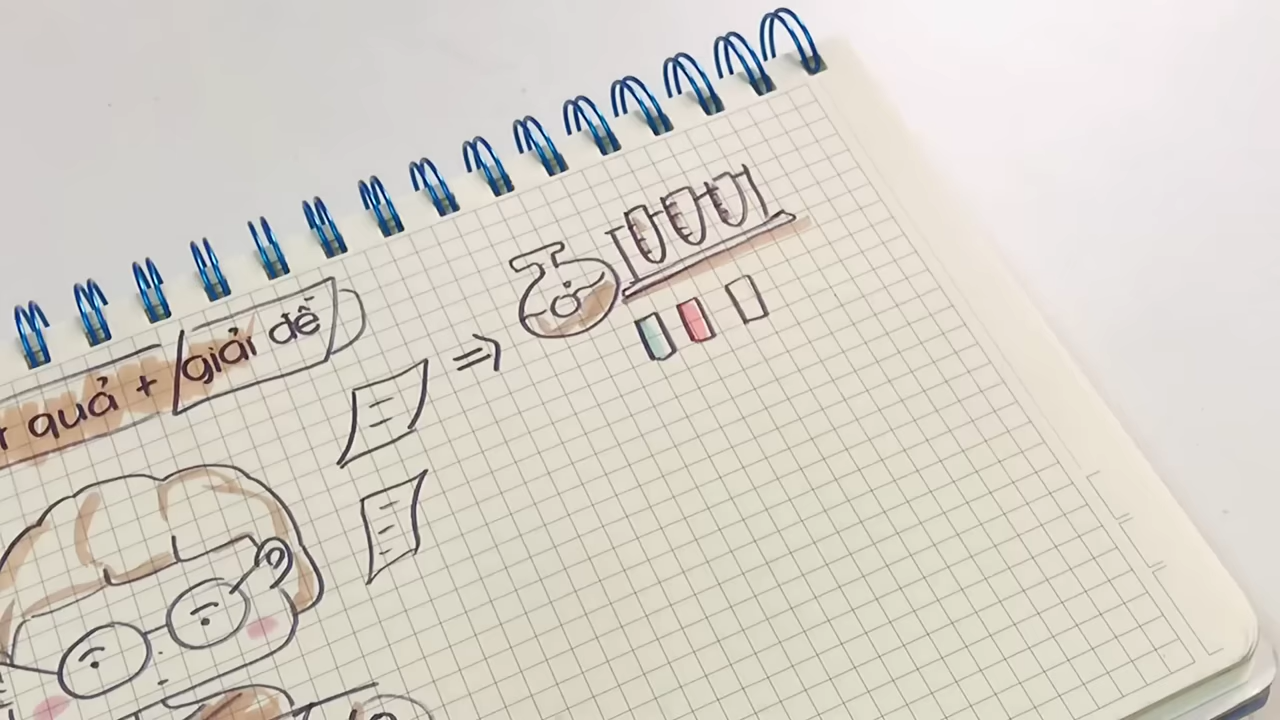 quả + giải đề